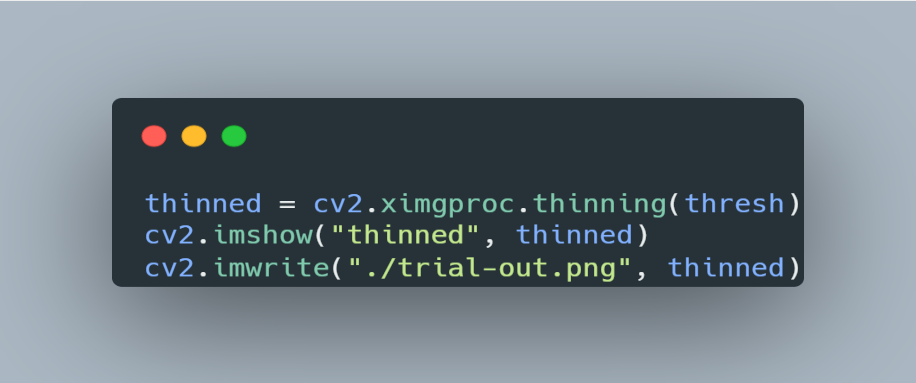 thinned = cv2.ximgproc.thinning(thresh)
cv2.imshow("thinned", thinned)
cv2.imwrite("./trial-out.png", thinned)